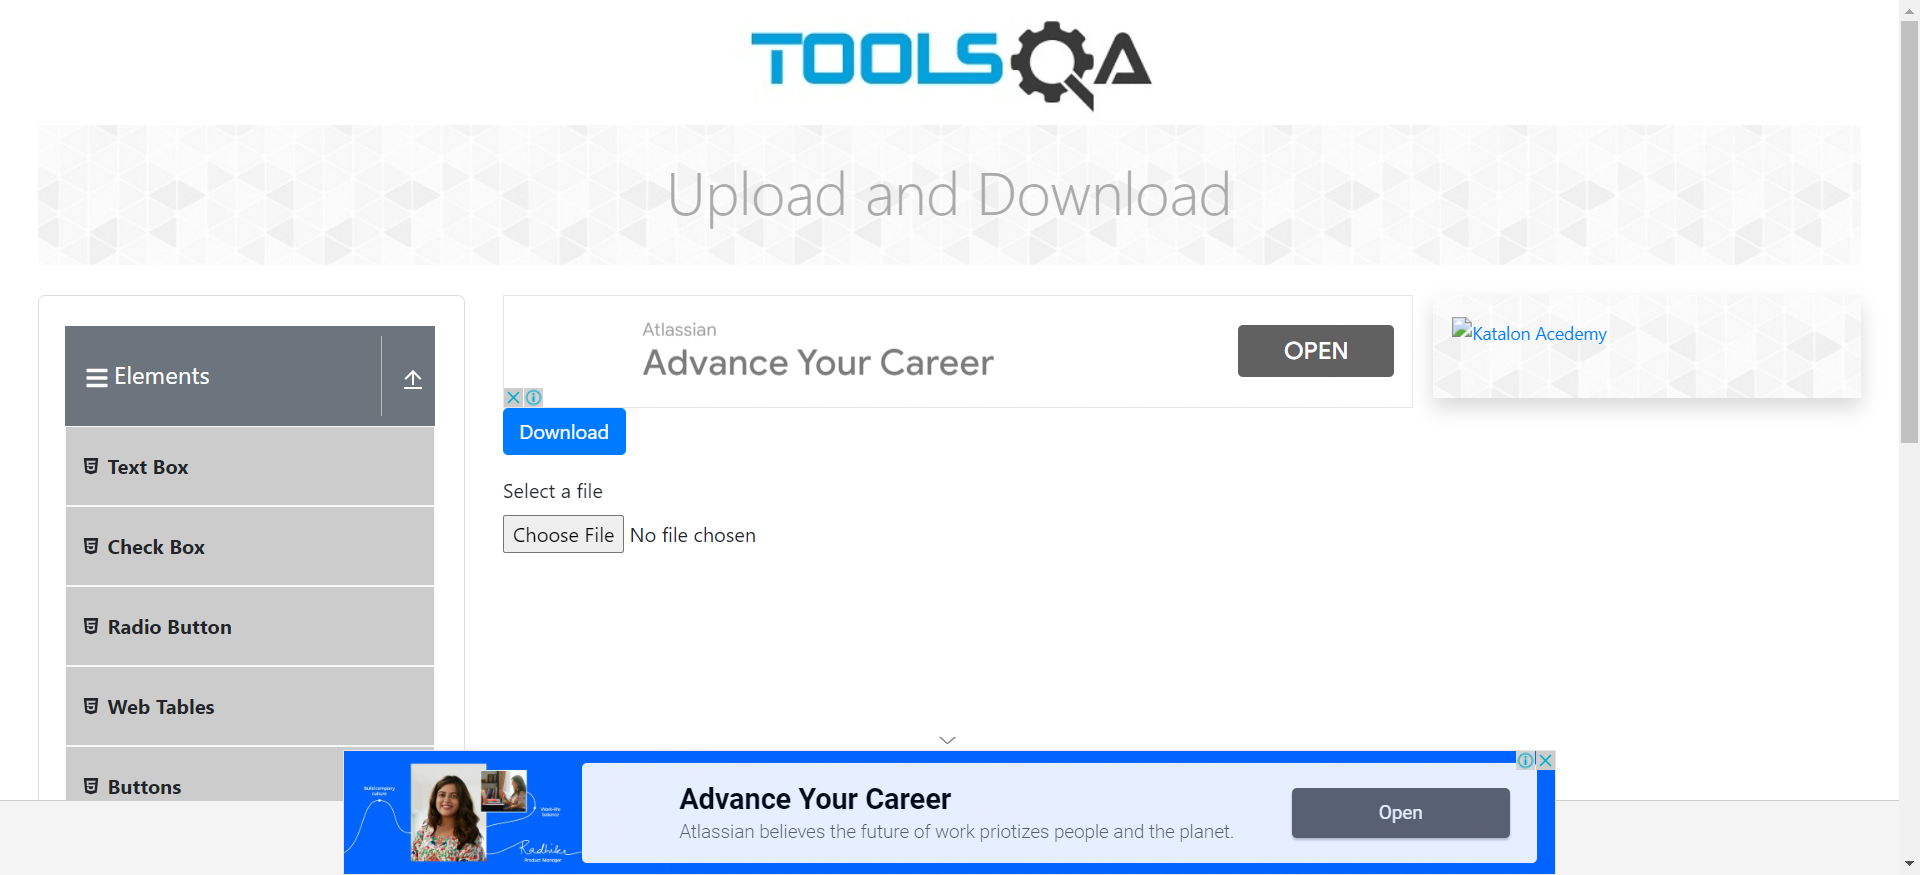 TOOLSQA
Upload and Download
Elements
Text Box
Check Box
Radio Button
Web Tables
Buttons
Atlassian
Advance Your Career
OPEN
Download
Select a file
Choose File No file chosen
Katalon Acedemy
Build company
culture
Work-life
balance
Radhika
Product Manager
Advance Your Career
Atlassian believes the future of work priotizes people and the planet.
Open